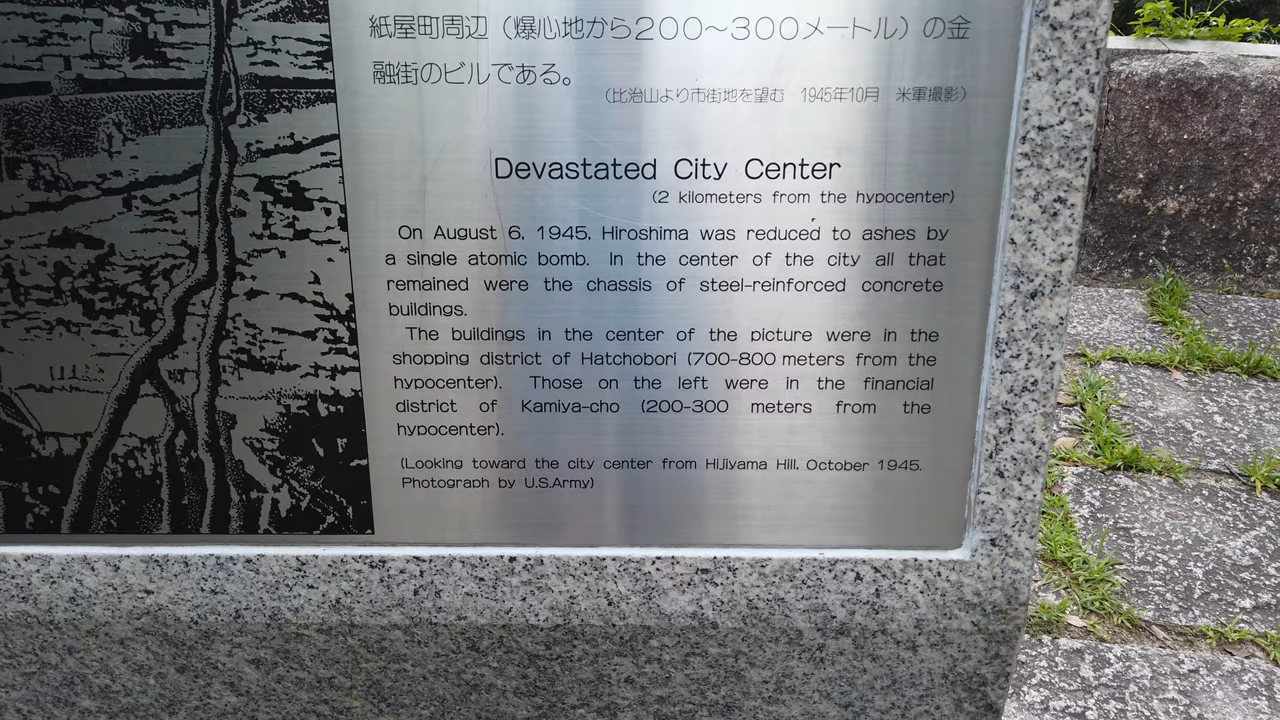 紙屋町周辺（爆心地から200〜300メートル）の金
融街のビルである。
（比治山より市街地を望む　1945年10月　米軍撮影）
Devastated City Center
(2 kilometers from the hypocenter)
On August 6, 1945, Hiroshima was reduced to ashes by
a single atomic bomb. In the center of the city all that
remained were the chassis of steel-reinforced concrete
buildings.
The buildings in the center of the picture were in the
shopping district of Hatchobori (700-800 meters from the
hypocenter). Those on the left were in the financial
district of Kamiya-cho (200-300 meters from the
hypocenter).
(Looking toward the city center from HiJiyama Hill, October 1945.
Photograph by U.S.Army)